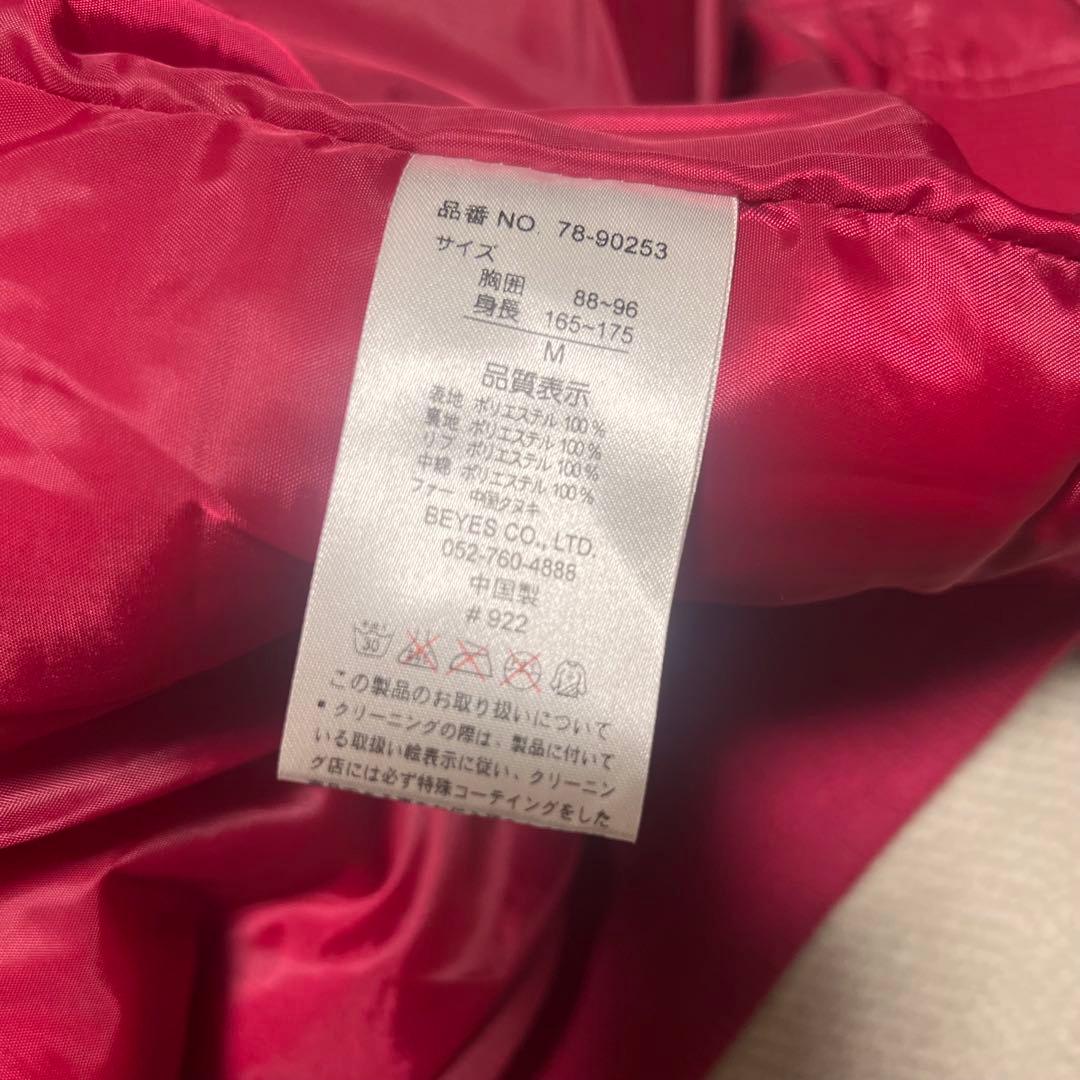 品番 NO. 78-90253
サイズ
胸囲 88~96
身長 165~175
M
品質表示
表地 ポリエステル 100%
裏地 ポリエステル 100%
リブ ポリエステル 100%
中綿 ポリエステル 100%
ファー 中国タヌキ
BEYES CO., LTD.
052-760-4888
中国製
#922
30
この製品のお取り扱いについて
* クリーニングの際は、製品に付いて
いる取扱い絵表示に従い、クリーニン
グ店には必ず特殊コーテイングをした